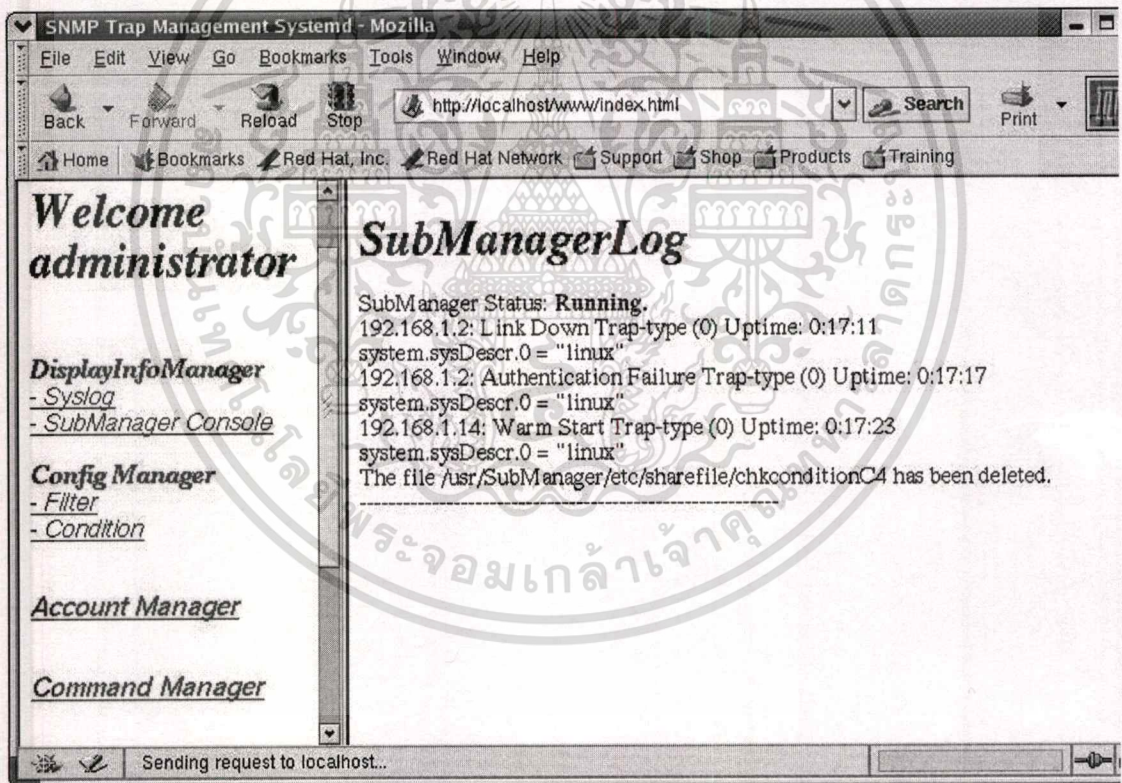 SNMP Trap Management Systemd - Mozilla
File Edit View Go Bookmarks Tools Window Help
Back Forward Reload Stop http://localhost/www/index.html Search Print
Home Bookmarks Red Hat, Inc. Red Hat Network Support Shop Products Training
Welcome
administrator
DisplayInfoManager
- Syslog
- SubManager Console
Config Manager
- Filter
- Condition
Account Manager
Command Manager
SubManagerLog
SubManager Status: Running.
192.168.1.2: Link Down Trap-type (0) Uptime: 0:17:11
system.sysDescr.0 = "linux"
192.168.1.2: Authentication Failure Trap-type (0) Uptime: 0:17:17
system.sysDescr.0 = "linux"
192.168.1.14: Warm Start Trap-type (0) Uptime: 0:17:23
system.sysDescr.0 = "linux"
The file /usr/SubManager/etc/sharefile/chkconditionC4 has been deleted.
--------------------------------------------------------------
Sending request to localhost...